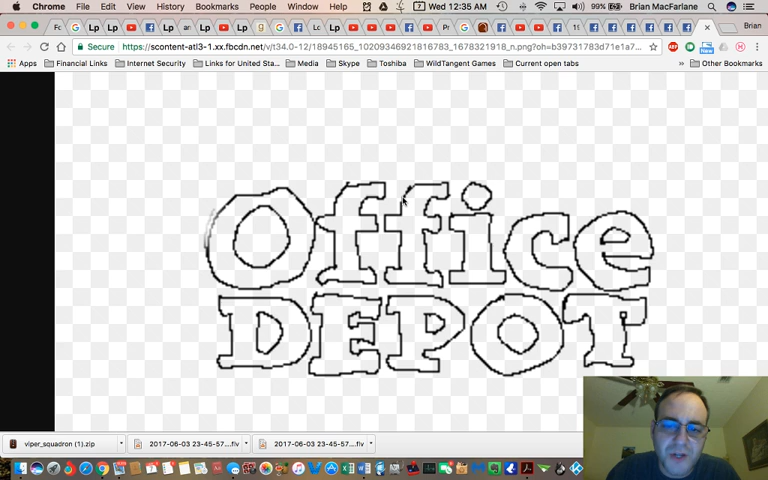 Chrome File Edit View History Bookmarks People Window Help 7 Wed 12:35 AM 99% Brian MacFarlane
Brian
Secure https://scontent-atl3-1.xx.fbcdn.net/v/t34.0-12/18945165_10209346921816783_1678321918_n.png?oh=b39731783d71e1a7... ABP New
Apps Financial Links Internet Security Links for United Sta... Media Skype Toshiba WildTangent Games Current open tabs » Other Bookmarks
Office
DEPOT
viper_squadron (1).zip 2017-06-03 23-45-57....flv 2017-06-03 23-45-57....flv